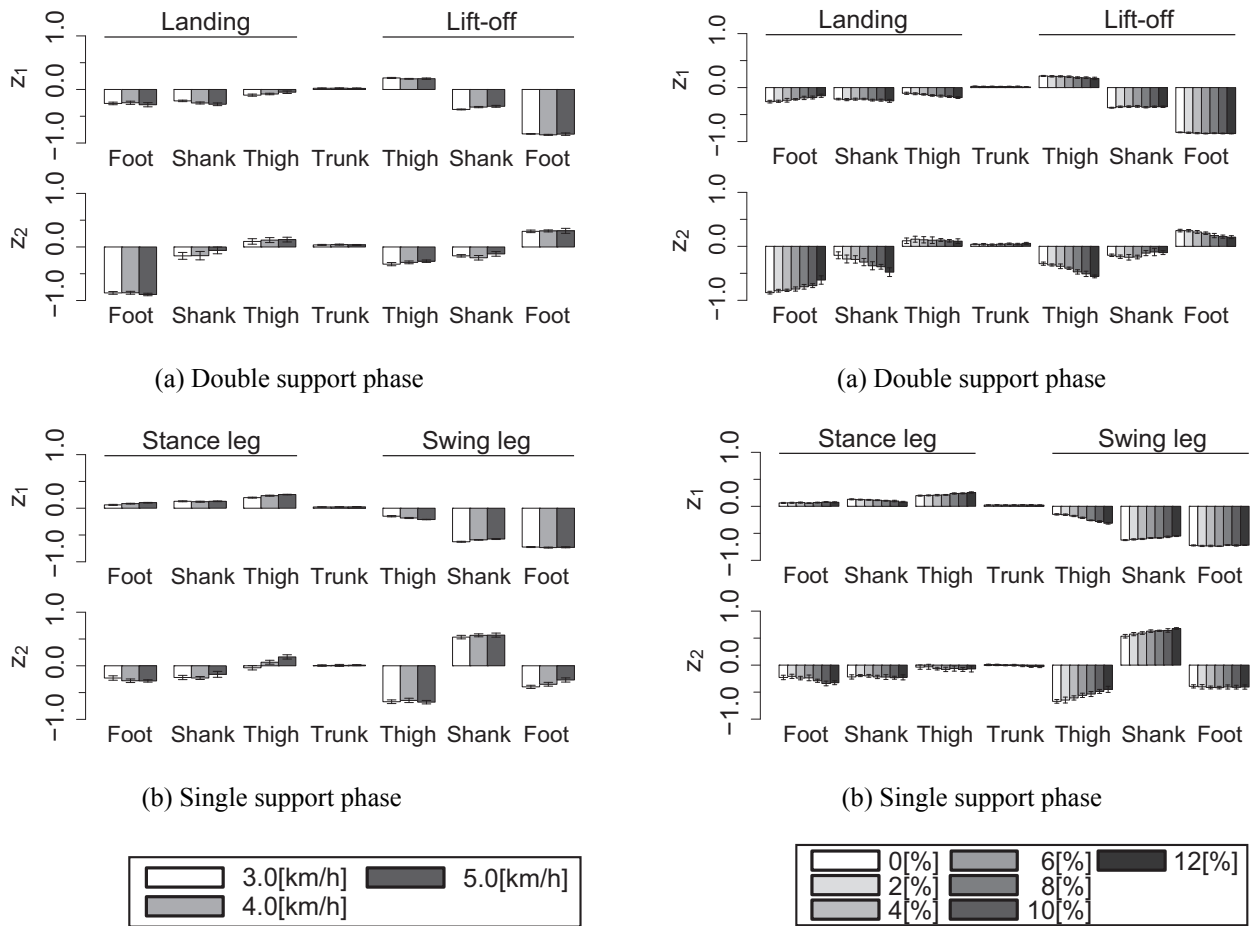 Landing Lift-off
z1
1.0
0.0
−1.0
Foot Shank Thigh Trunk Thigh Shank Foot
z2
1.0
0.0
−1.0
Foot Shank Thigh Trunk Thigh Shank Foot
(a) Double support phase
Stance leg Swing leg
z1
1.0
0.0
−1.0
Foot Shank Thigh Trunk Thigh Shank Foot
z2
1.0
0.0
−1.0
Foot Shank Thigh Trunk Thigh Shank Foot
(b) Single support phase
3.0[km/h] 5.0[km/h]
4.0[km/h]
Landing Lift-off
z1
1.0
0.0
−1.0
Foot Shank Thigh Trunk Thigh Shank Foot
z2
1.0
0.0
−1.0
Foot Shank Thigh Trunk Thigh Shank Foot
(a) Double support phase
Stance leg Swing leg
z1
1.0
0.0
−1.0
Foot Shank Thigh Trunk Thigh Shank Foot
z2
1.0
0.0
−1.0
Foot Shank Thigh Trunk Thigh Shank Foot
(b) Single support phase
0[%] 6[%] 12[%]
2[%] 8[%]
4[%] 10[%]